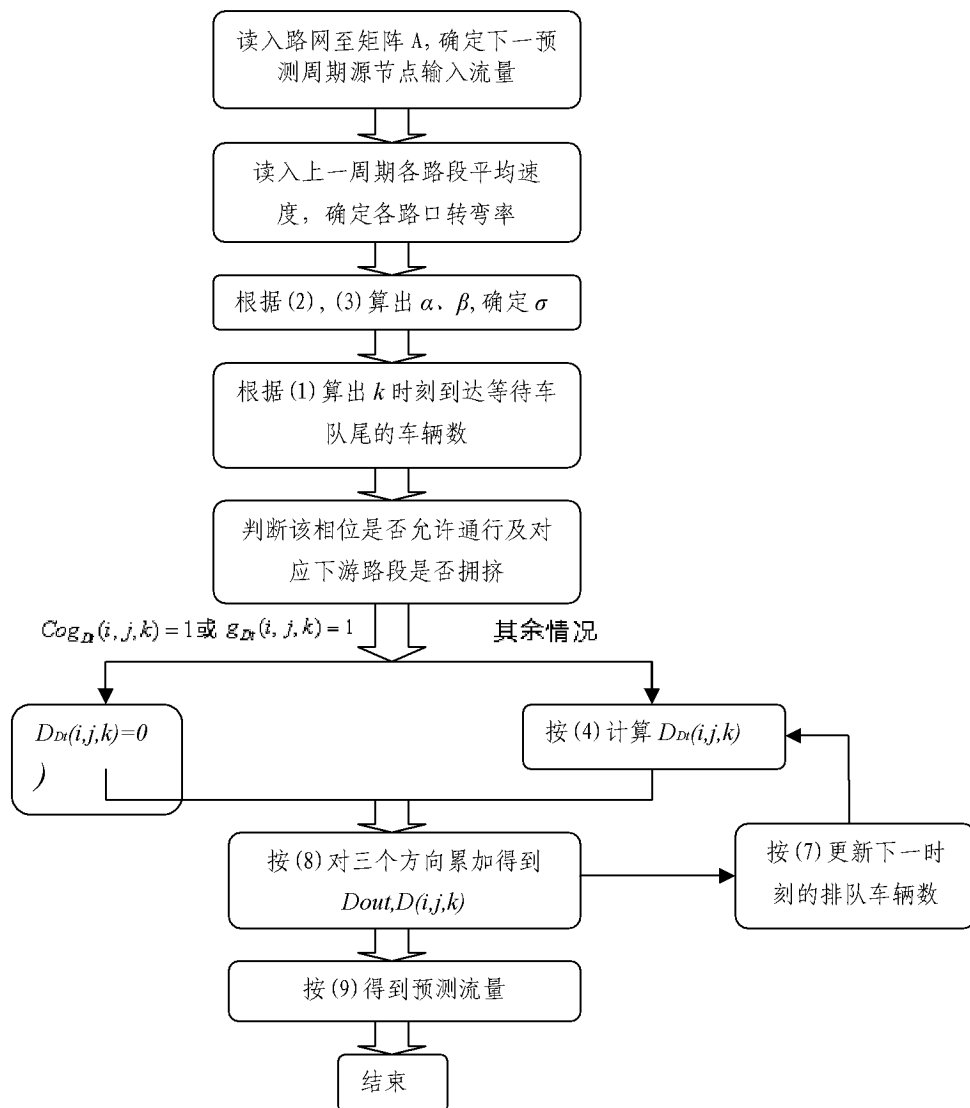 读入路网至矩阵 A, 确定下一预
测周期源节点输入流量
读入上一周期各路段平均速
度, 确定各路口转弯率
根据(2), (3)算出 α、β, 确定 σ
根据(1)算出 k 时刻到达等待车
队尾的车辆数
判断该相位是否允许通行及对
应下游路段是否拥挤
Cog_Dt(i, j, k) = 1或 g_Dt(i, j, k) = 1
其余情况
D_Dt(i,j,k)=0
)
按(4)计算 D_Dt(i,j,k)
按(8)对三个方向累加得到
Dout,D(i,j,k)
按(7)更新下一时
刻的排队车辆数
按(9)得到预测流量
结束